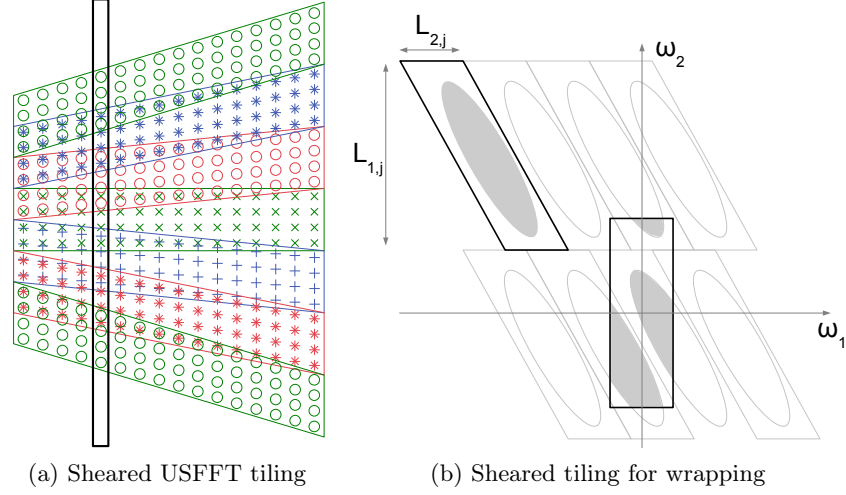 L2,j
ω2
L1,j
ω1
(a) Sheared USFFT tiling
(b) Sheared tiling for wrapping